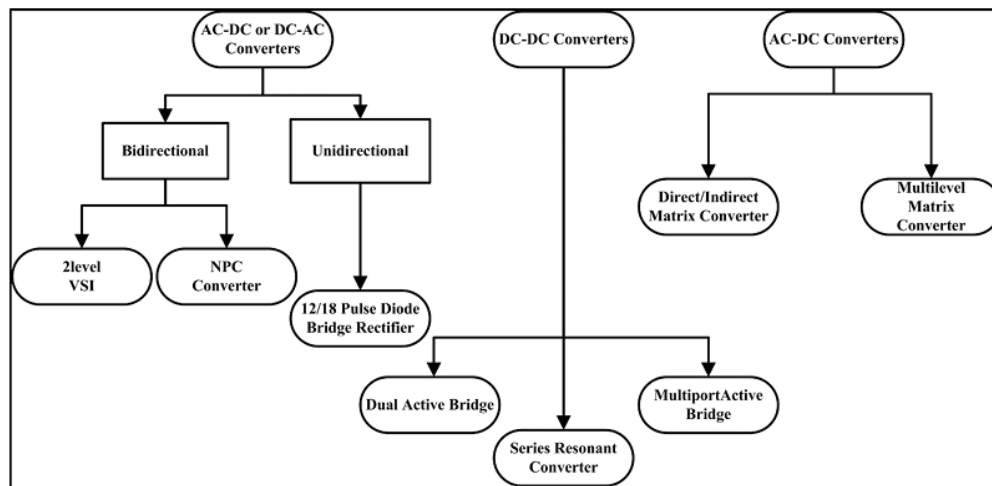 AC-DC or DC-AC
Converters
DC-DC Converters
AC-DC Converters
Bidirectional
Unidirectional
Direct/Indirect
Matrix Converter
Multilevel
Matrix
Converter
2level
VSI
NPC
Converter
12/18 Pulse Diode
Bridge Rectifier
Dual Active Bridge
MultiportActive
Bridge
Series Resonant
Converter